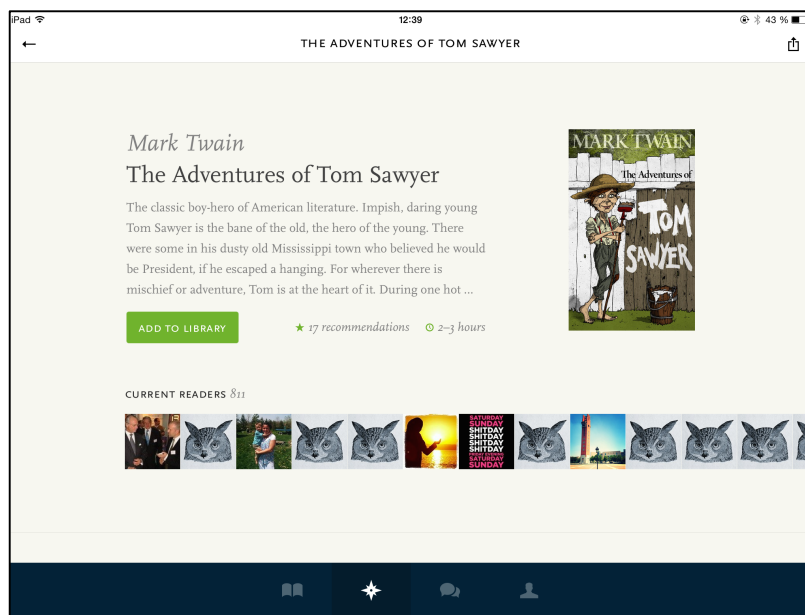 iPad
12:39
43 %
THE ADVENTURES OF TOM SAWYER
Mark Twain
The Adventures of Tom Sawyer
The classic boy-hero of American literature. Impish, daring young
Tom Sawyer is the bane of the old, the hero of the young. There
were some in his dusty old Mississippi town who believed he would
be President, if he escaped a hanging. For wherever there is
mischief or adventure, Tom is at the heart of it. During one hot ...
ADD TO LIBRARY
17 recommendations
2–3 hours
MARK TWAIN
The Adventures of
TOM
SAWYER
CURRENT READERS 811
SATURDAY
SUNDAY
SHITDAY
SHITDAY
SHITDAY
SHITDAY
FRIDAY EVENING
SATURDAY
SUNDAY